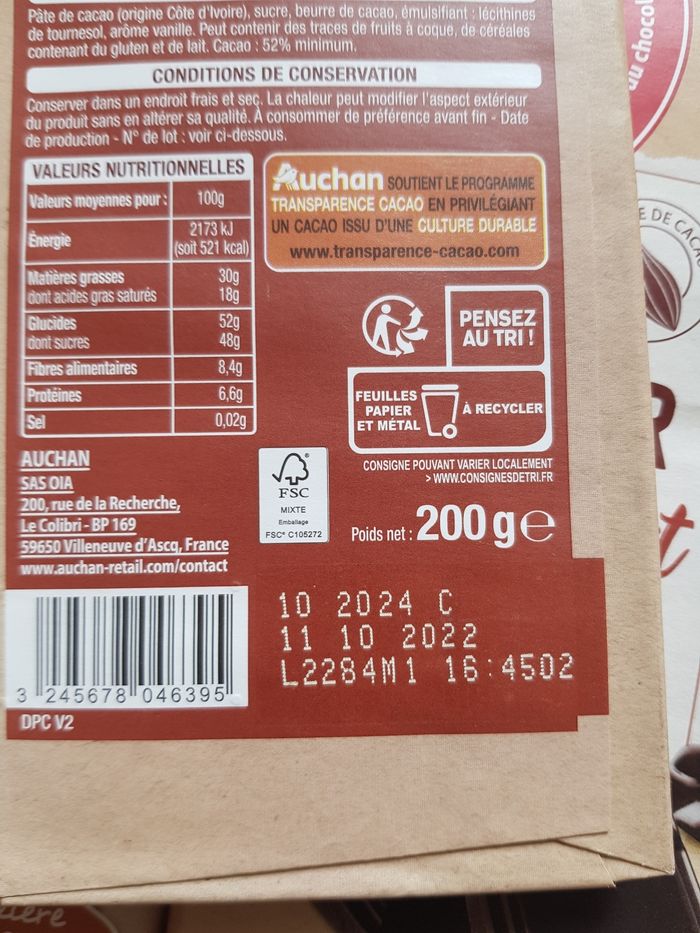 Pâte de cacao (origine Côte d'Ivoire), sucre, beurre de cacao, émulsifiant : lécithines
de tournesol, arôme vanille. Peut contenir des traces de fruits à coque, de céréales
contenant du gluten et de lait. Cacao : 52% minimum.
CONDITIONS DE CONSERVATION
Conserver dans un endroit frais et sec. La chaleur peut modifier l'aspect extérieur
du produit sans en altérer sa qualité. À consommer de préférence avant fin - Date
de production - N° de lot : voir ci-dessous.
VALEURS NUTRITIONNELLES
Valeurs moyennes pour : 100g
Énergie 2173 kJ
(soit 521 kcal)
Matières grasses 30g
dont acides gras saturés 18g
Glucides 52g
dont sucres 48g
Fibres alimentaires 8,4g
Protéines 6,6g
Sel 0,02g
Auchan SOUTIENT LE PROGRAMME
TRANSPARENCE CACAO EN PRIVILÉGIANT
UN CACAO ISSU D'UNE CULTURE DURABLE
www.transparence-cacao.com
PENSEZ
AU TRI !
FEUILLES
PAPIER
ET MÉTAL
À RECYCLER
CONSIGNE POUVANT VARIER LOCALEMENT
> WWW.CONSIGNESDETRI.FR
AUCHAN
SAS OIA
200, rue de la Recherche,
Le Colibri - BP 169
59650 Villeneuve d'Ascq, France
www.auchan-retail.com/contact
FSC
MIXTE
Emballage
FSC® C105272
Poids net : 200 g e
10 2024 C
11 10 2022
L2284M1 16:4502
3 245678 046395
DPC V2
au chocol
E DE CACA
R
t